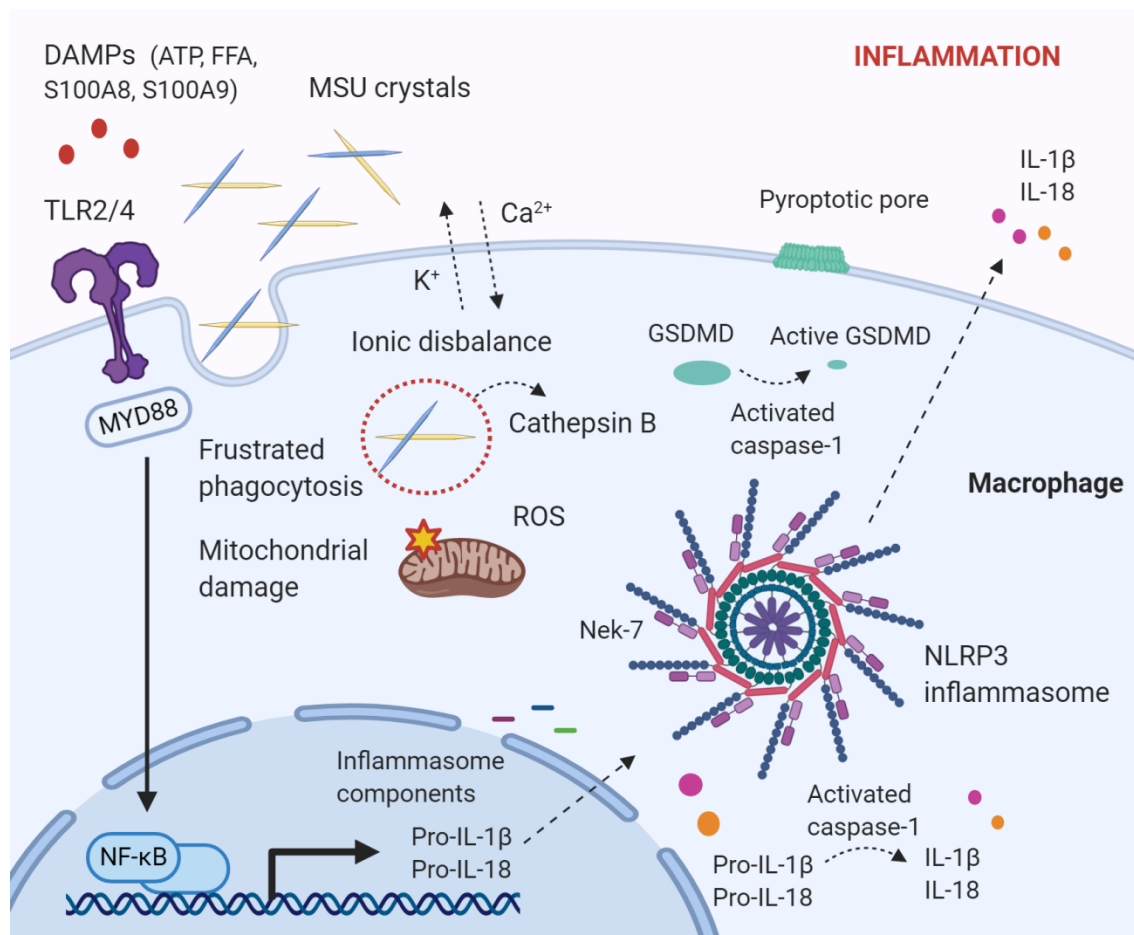 DAMPs (ATP, FFA,
S100A8, S100A9)
MSU crystals
INFLAMMATION
TLR2/4
Ca²⁺
K⁺
Pyroptotic pore
IL-1β
IL-18
Ionic disbalance
GSDMD
Active GSDMD
MYD88
Cathepsin B
Activated
caspase-1
Frustrated
phagocytosis
Macrophage
ROS
Mitochondrial
damage
Nek-7
NLRP3
inflammasome
Inflammasome
components
Pro-IL-1β
Pro-IL-18
NF-κB
Activated
caspase-1
Pro-IL-1β
Pro-IL-18
IL-1β
IL-18